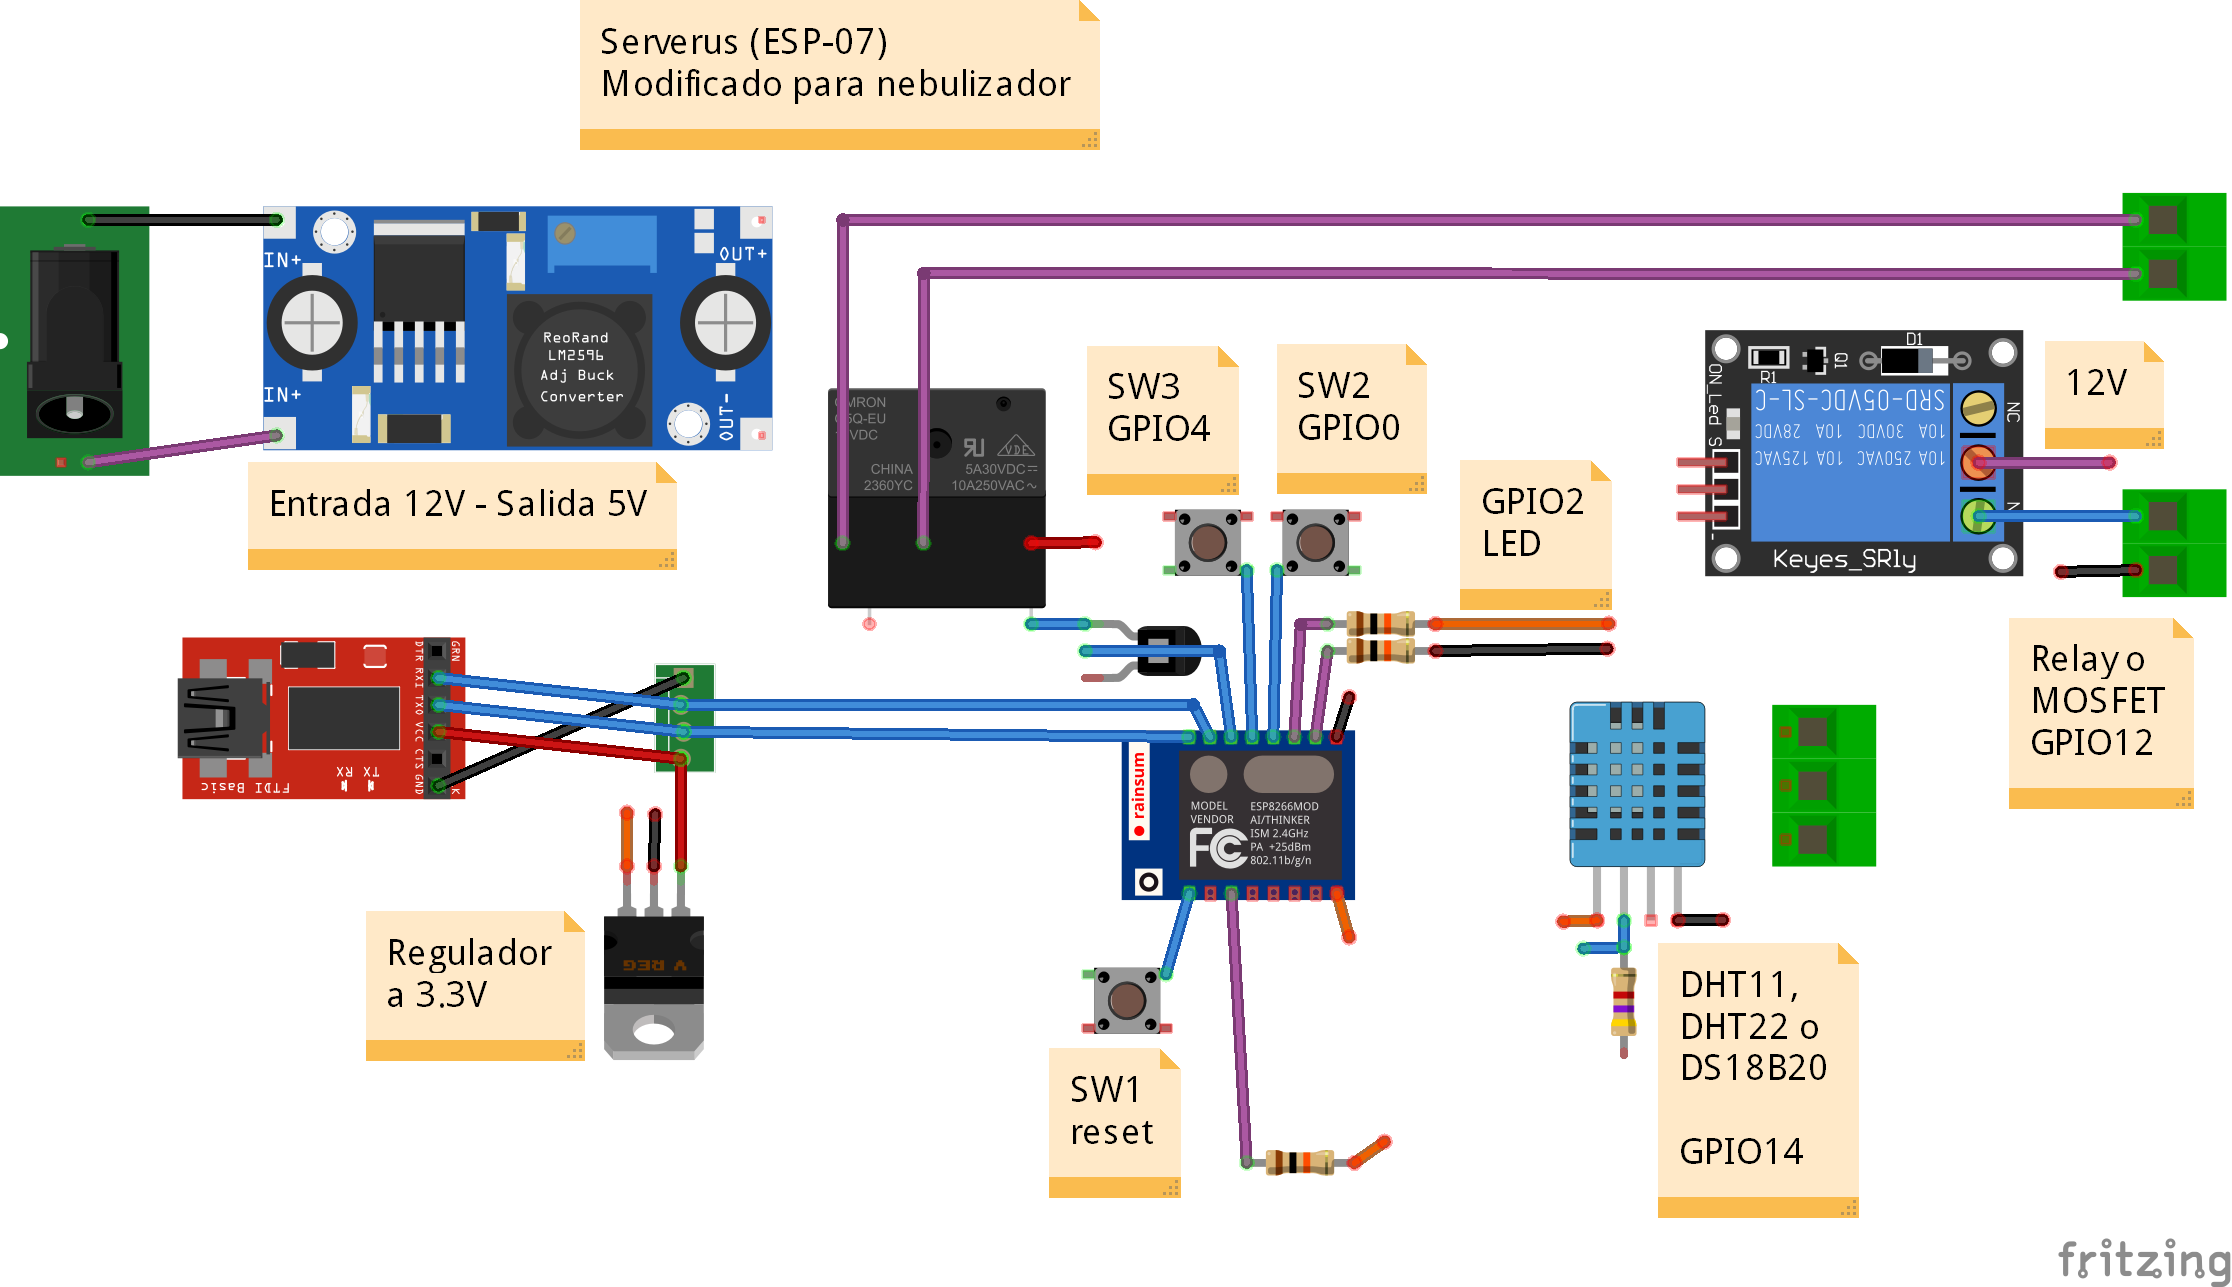 Serverus (ESP-07)
Modificado para nebulizador
IN+
IN+
OUT+
OUT-
ReoRand
LM2596
Adj Buck
Converter
Entrada 12V - Salida 5V
CHINA
2360YC
5A30VDC
10A250VAC
VDE
SW3
GPIO4
SW2
GPIO0
GPIO2
LED
R1
Q1
D1
ON_Led
S
-
NC
SRD-05VDC-SL-C
10A 30VDC 10A 28VDC
10A 250VAC 10A 125VAC
Keyes_SRly
12V
Relay o
MOSFET
GPIO12
GRN
DTR RXI TXO VCC CTS GND
TX RX
FTDI Basic
Regulador
a 3.3V
V REG
rainsum
MODEL
VENDOR
ESP8266MOD
AI/THINKER
ISM 2.4GHz
PA +25dBm
802.11b/g/n
FC
SW1
reset
DHT11,
DHT22 o
DS18B20
GPIO14
fritzing